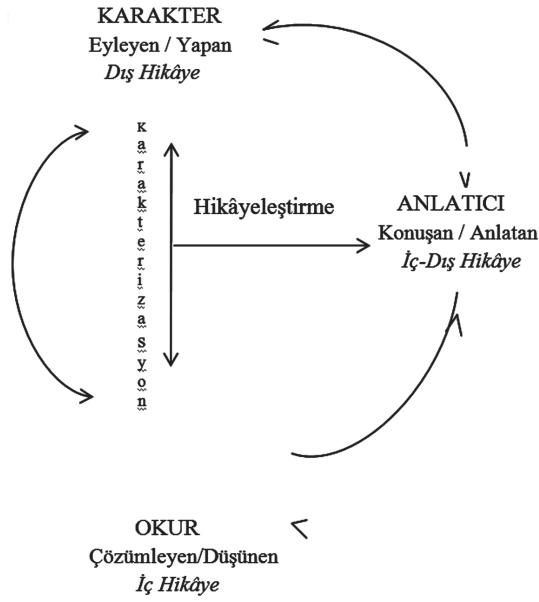 KARAKTER
Eyleyen / Yapan
Dış Hikâye
Karakterizasyon
Hikâyeleştirme
ANLATICI
Konuşan / Anlatan
İç-Dış Hikâye
OKUR
Çözümleyen/Düşünen
İç Hikâye